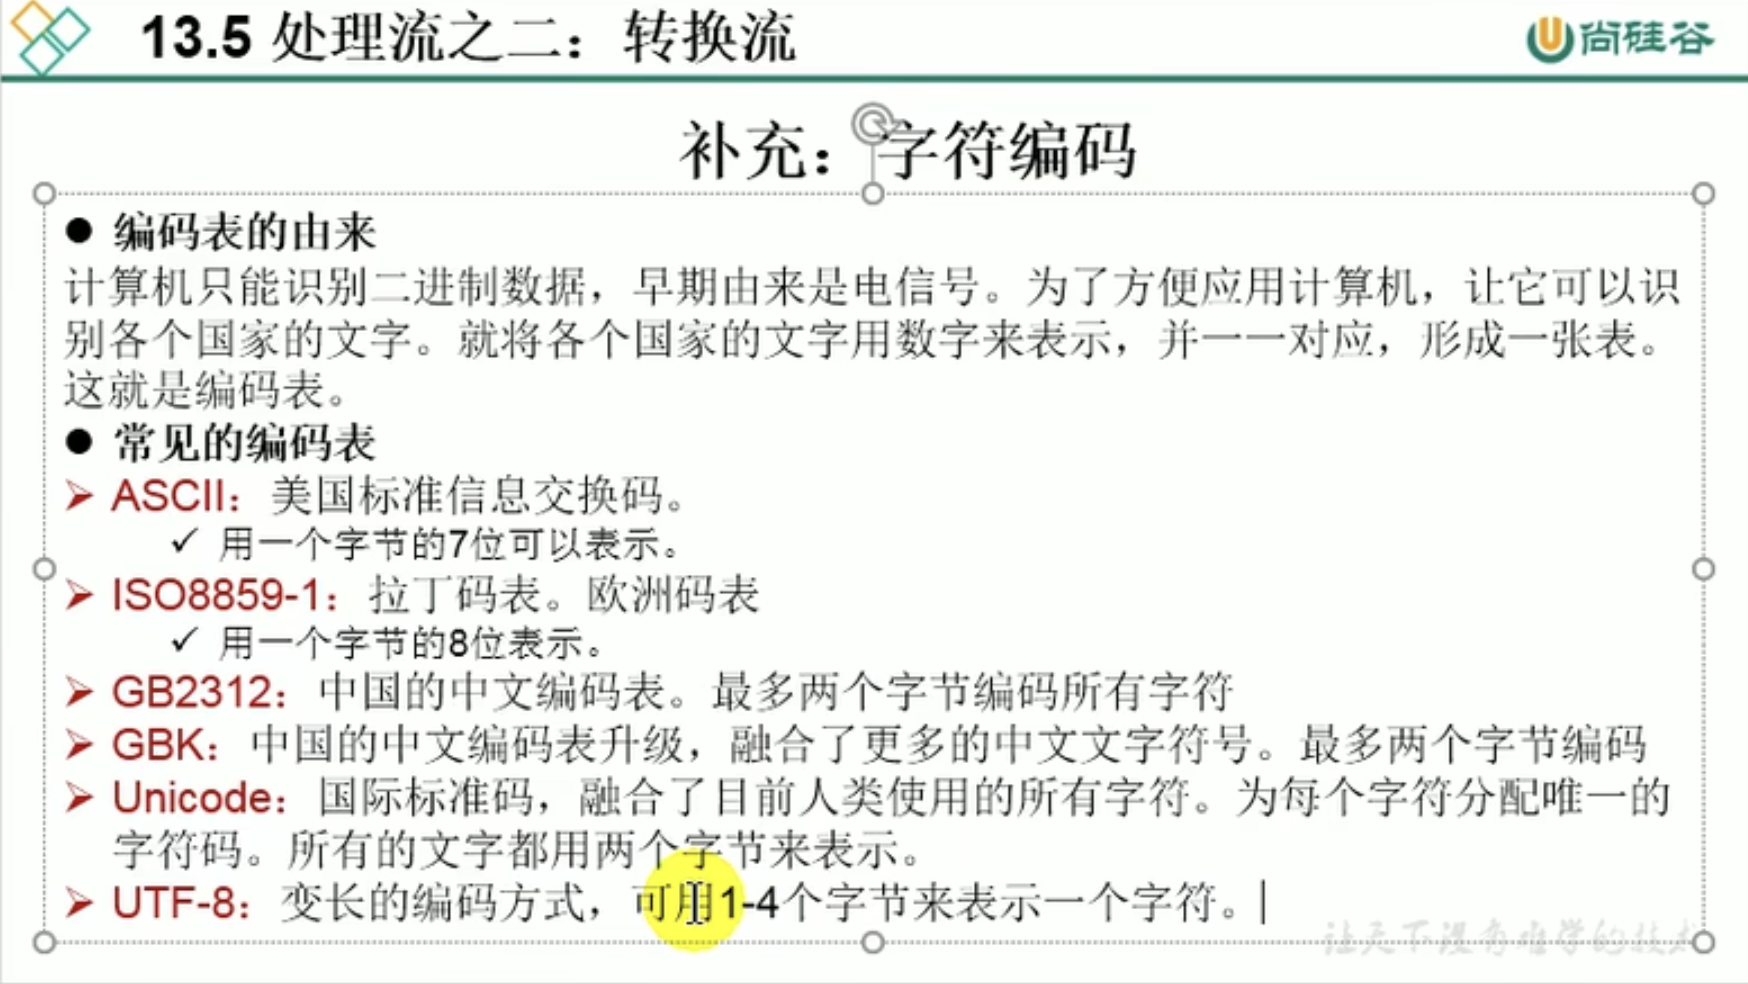 13.5 处理流之二：转换流
尚硅谷
补充：字符编码
● 编码表的由来
计算机只能识别二进制数据，早期由来是电信号。为了方便应用计算机，让它可以识
别各个国家的文字。就将各个国家的文字用数字来表示，并一一对应，形成一张表。
这就是编码表。
● 常见的编码表
➢ ASCII：美国标准信息交换码。
✓ 用一个字节的7位可以表示。
➢ ISO8859-1：拉丁码表。欧洲码表
✓ 用一个字节的8位表示。
➢ GB2312：中国的中文编码表。最多两个字节编码所有字符
➢ GBK：中国的中文编码表升级，融合了更多的中文文字符号。最多两个字节编码
➢ Unicode：国际标准码，融合了目前人类使用的所有字符。为每个字符分配唯一的
字符码。所有的文字都用两个字节来表示。
➢ UTF-8：变长的编码方式，可用1-4个字节来表示一个字符。
让天下没有难学的技术